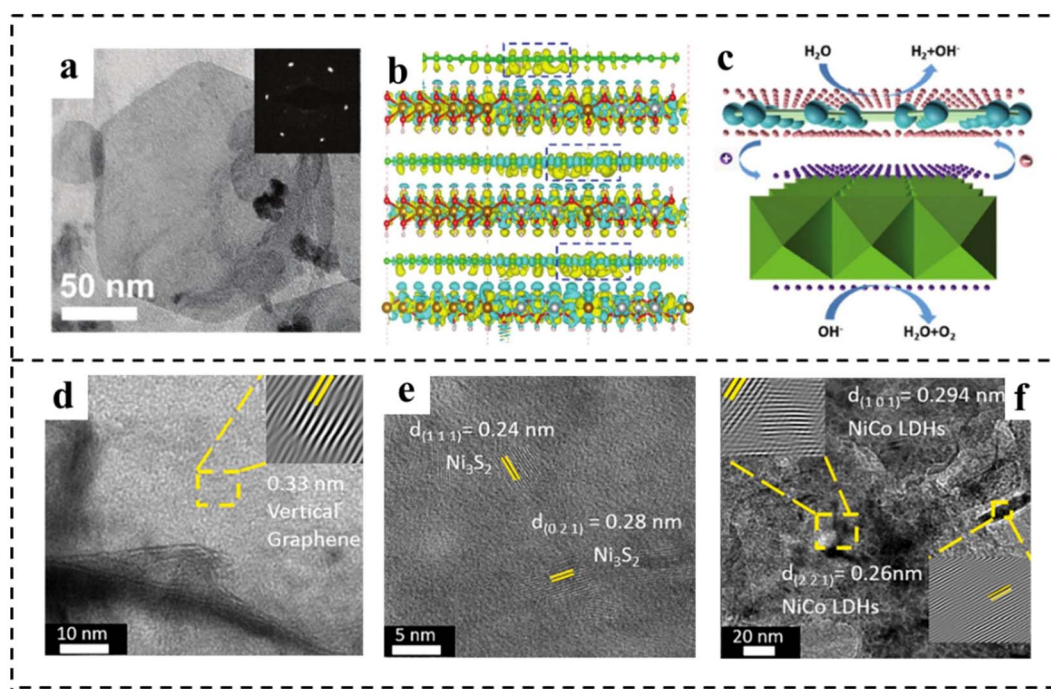 a
50 nm
b
c
H₂O
H₂+OH⁻
+
-
OH⁻
H₂O+O₂
d
0.33 nm
Vertical
Graphene
10 nm
e
d(1 1 1)= 0.24 nm
Ni₃S₂
d(0 2 1) = 0.28 nm
Ni₃S₂
5 nm
f
d(1 0 1)= 0.294 nm
NiCo LDHs
d(2 2 1)= 0.26nm
NiCo LDHs
20 nm